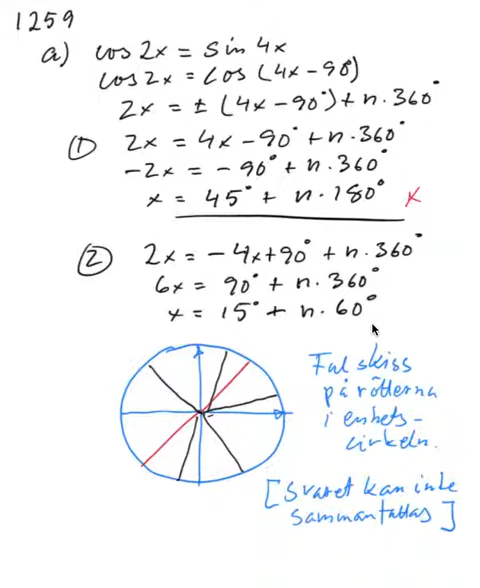 1259
a) cos 2x = sin 4x
cos 2x = cos (4x - 90°)
2x = ± (4x - 90°) + n · 360°
① 2x = 4x - 90° + n · 360°
-2x = -90° + n · 360°
x = 45° + n · 180° x
② 2x = -4x + 90° + n · 360°
6x = 90° + n · 360°
x = 15° + n · 60°
Ful skiss
på rötterna
i enhets-
cirkeln.
[Svaret kan inte
sammanfattas]